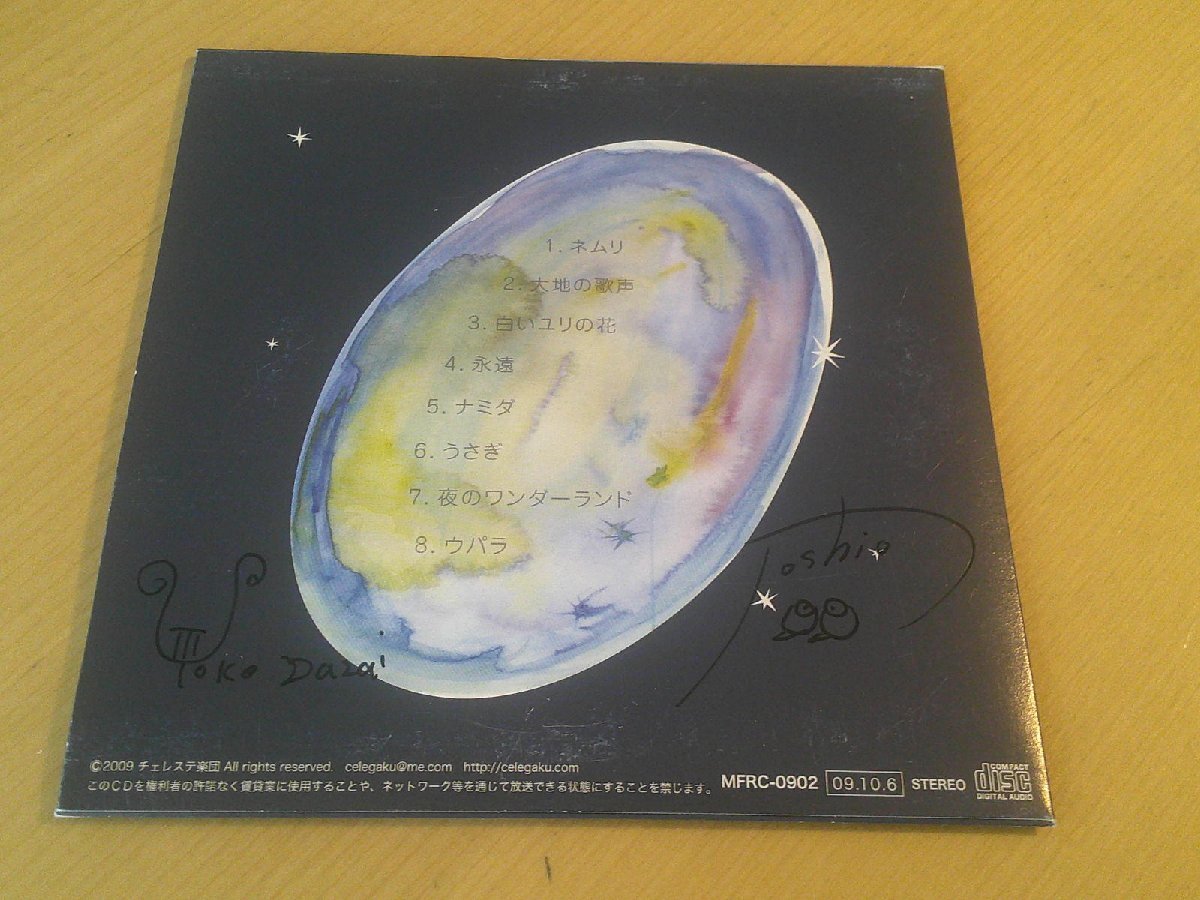 1. ネムリ
2. 大地の歌声
3. 白いユリの花
4. 永遠
5. ナミダ
6. うさぎ
7. 夜のワンダーランド
8. ウパラ
Toshio
Yoko Dazai
©2009 チェレステ楽団 All rights reserved. celegaku@me.com http://celegaku.com
このCDを権利者の許諾なく賃貸業に使用することや、ネットワーク等を通じて放送できる状態にすることを禁じます。
MFRC-0902 09.10.6 STEREO
COMPACT disc DIGITAL AUDIO